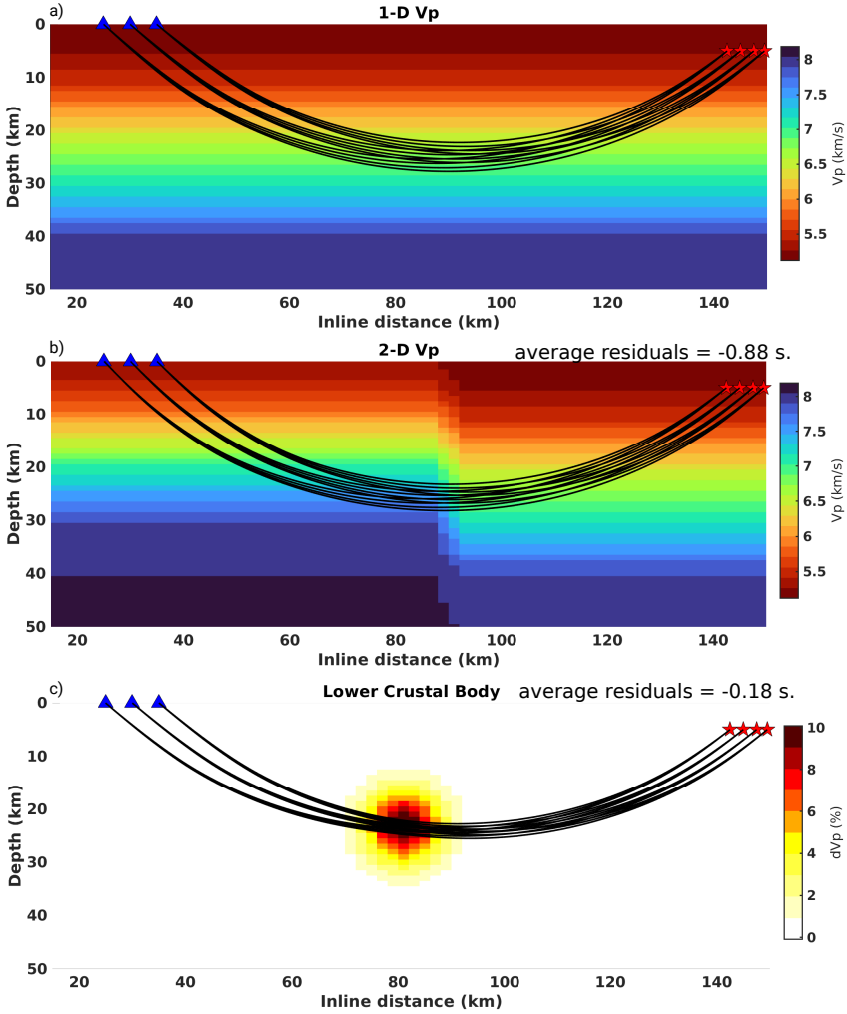 a)
1-D Vp
0
10
20
30
40
50
Depth (km)
20 40 60 80 100 120 140
Inline distance (km)
8
7.5
7
6.5
6
5.5
Vp (km/s)
b)
2-D Vp
average residuals = -0.88 s.
0
10
20
30
40
50
Depth (km)
20 40 60 80 100 120 140
Inline distance (km)
8
7.5
7
6.5
6
5.5
Vp (km/s)
c)
Lower Crustal Body
average residuals = -0.18 s.
0
10
20
30
40
50
Depth (km)
20 40 60 80 100 120 140
Inline distance (km)
10
8
6
4
2
0
dVp (%)